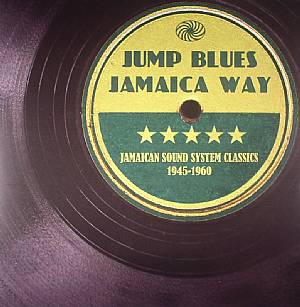 JUMP BLUES
JAMAICA WAY
JAMAICAN SOUND SYSTEM CLASSICS
1945-1960